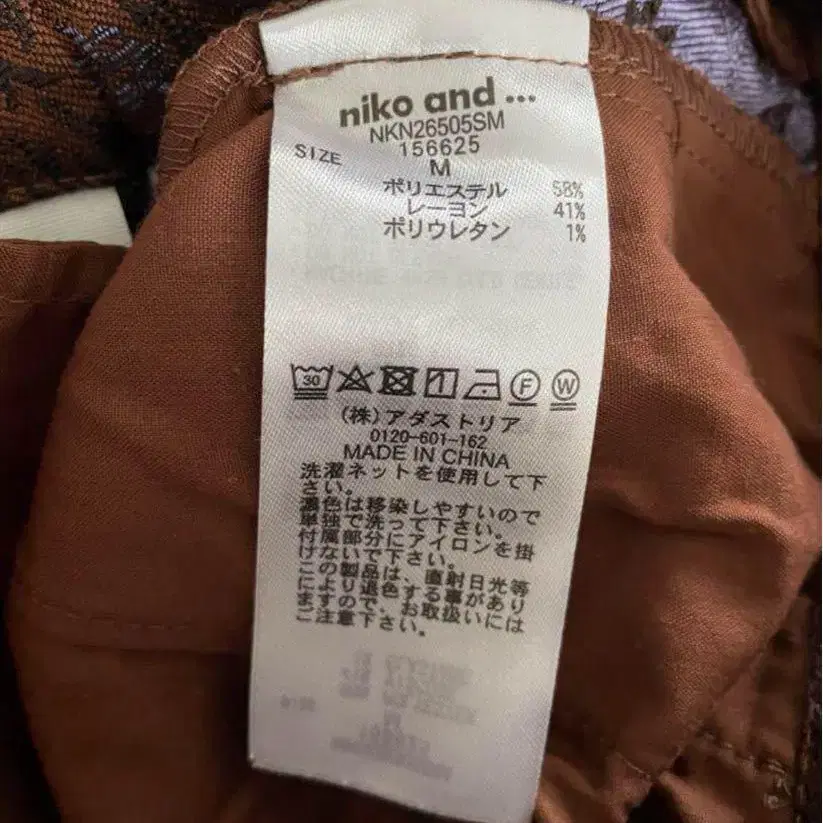 niko and ...
NKN26505SM
156625
SIZE
M
ポリエステル 58%
レーヨン 41%
ポリウレタン 1%
30
F
W
(株)アダストリア
0120-601-162
MADE IN CHINA
洗濯ネットを使用して下
さい。
濃色は移染しやすいので
単独で洗って下さい。
付属部分にアイロンを掛
けないで下さい。
この製品は、直射日光等
により退色する事があり
ますので、お取扱いには
ご注意下さい。